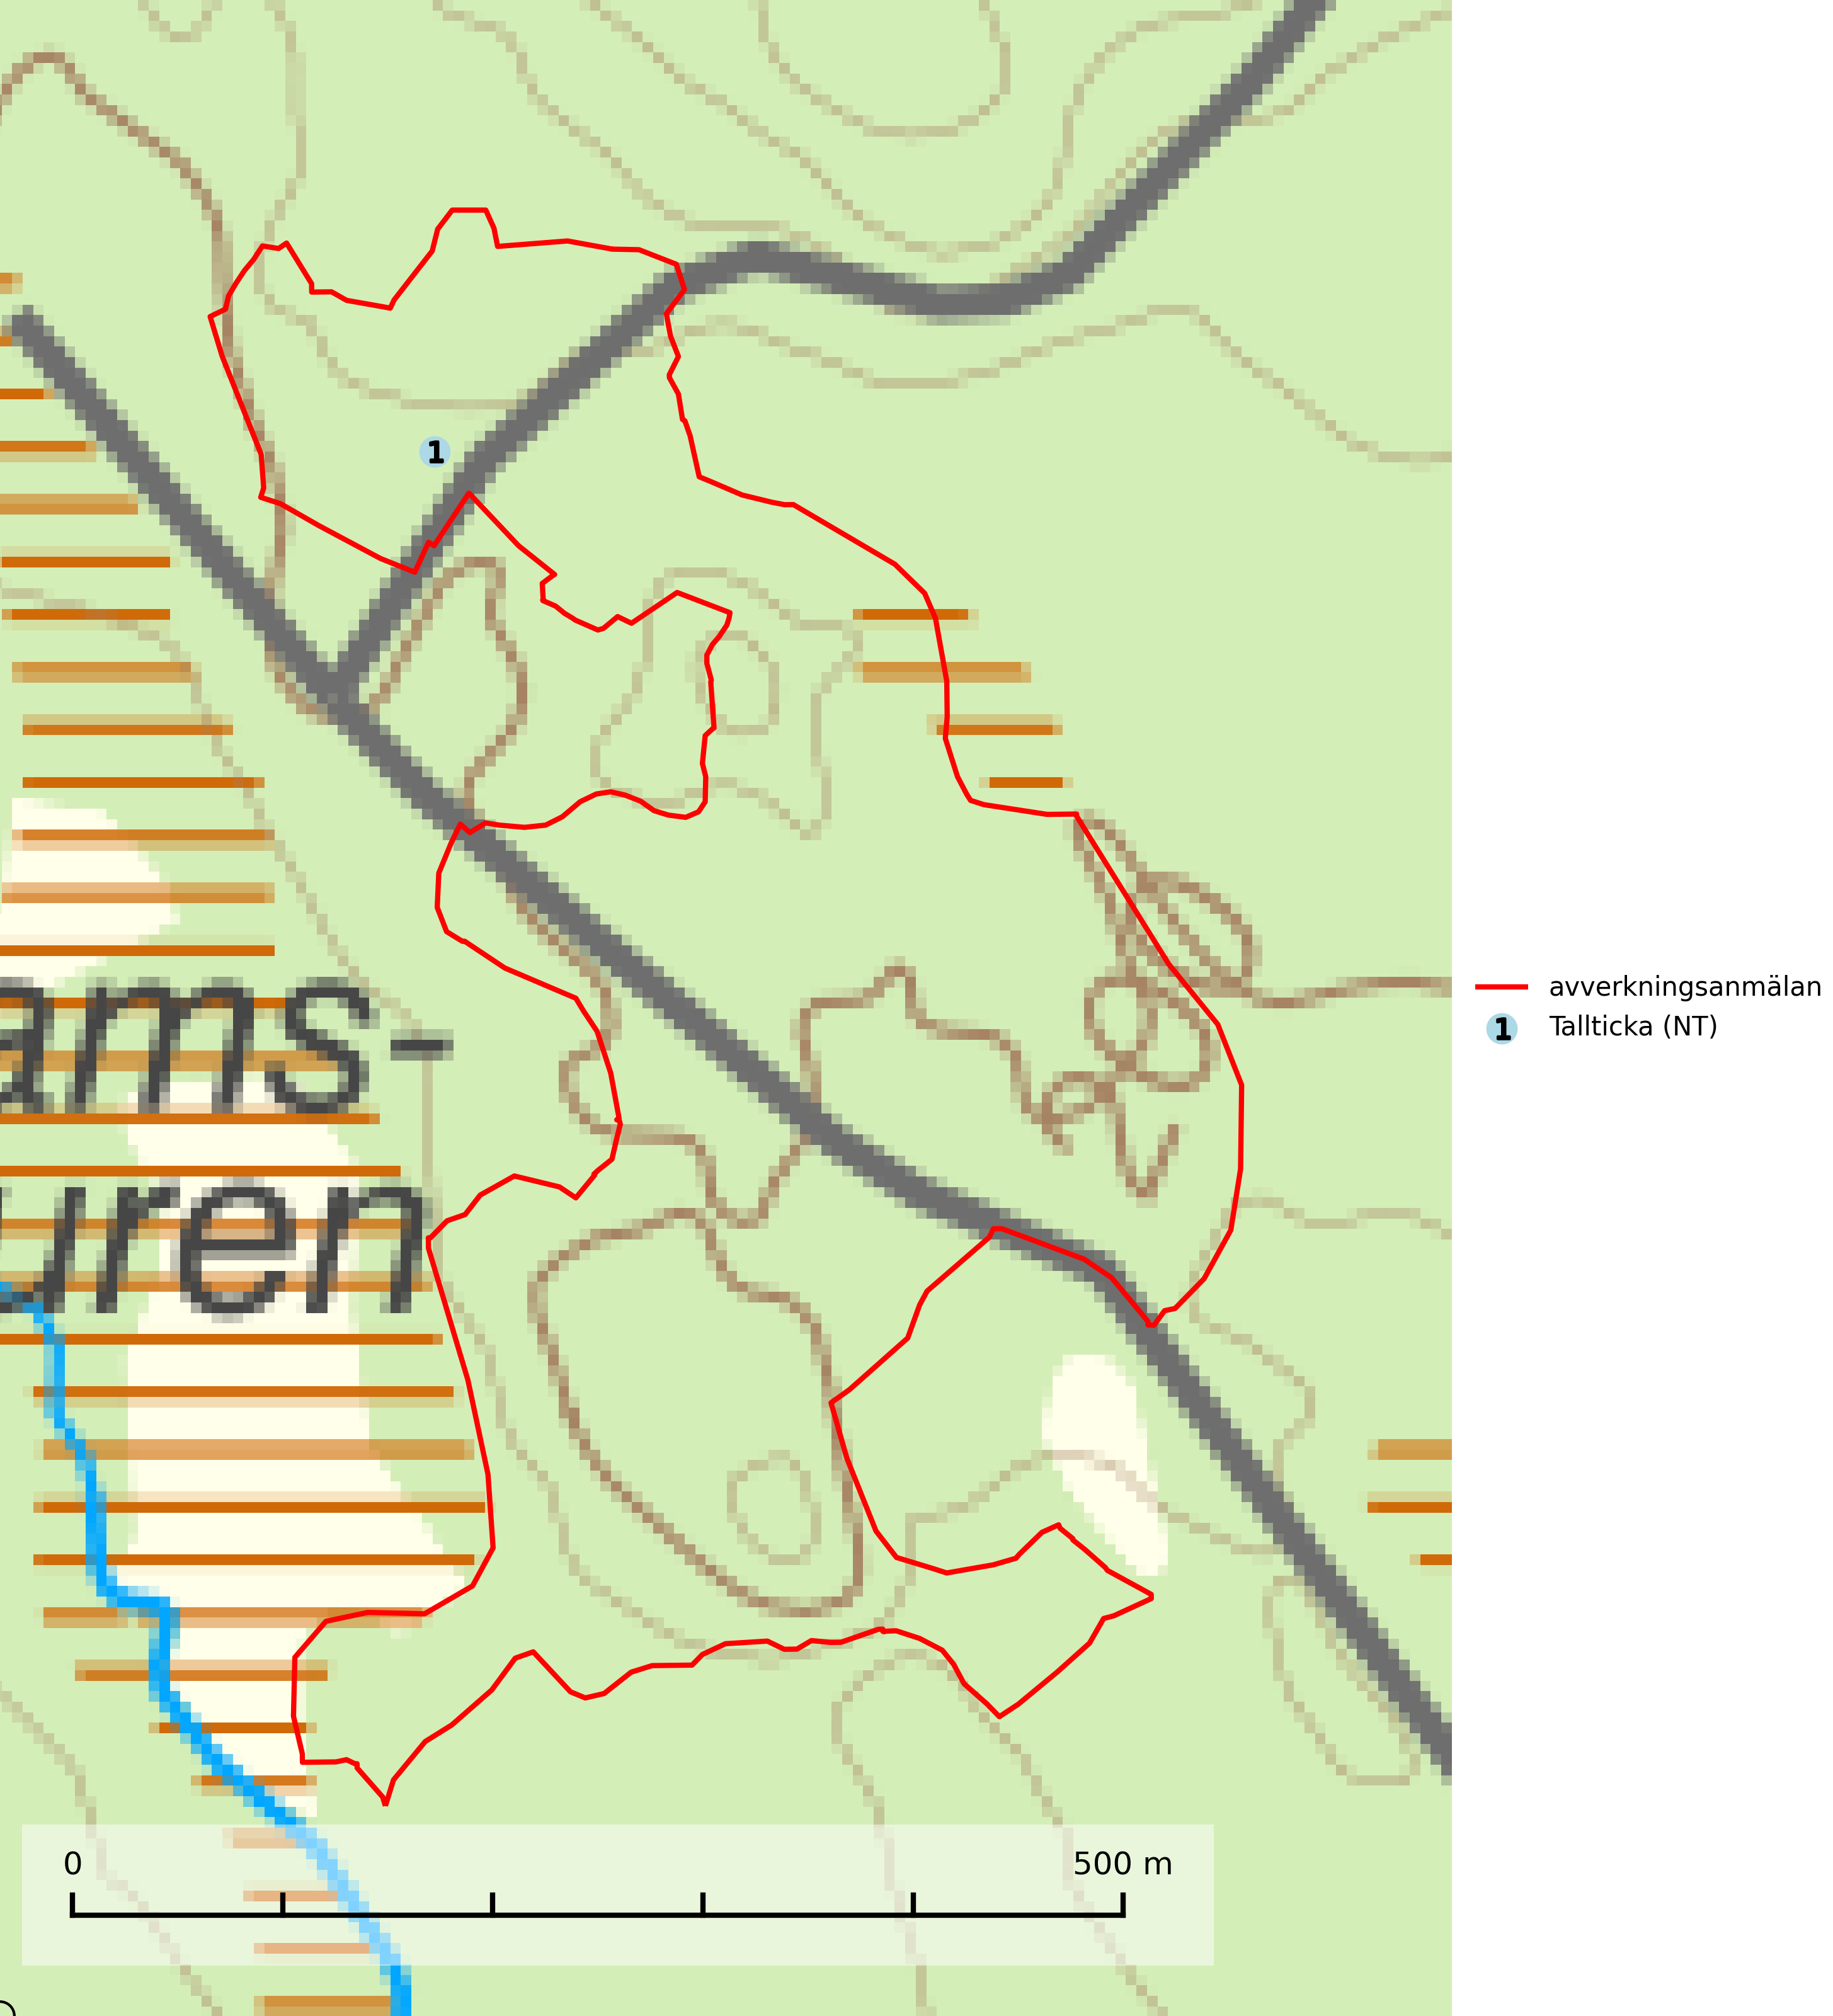 1
ams-
uren
avverkningsanmälan
1 Tallticka (NT)
0 500 m